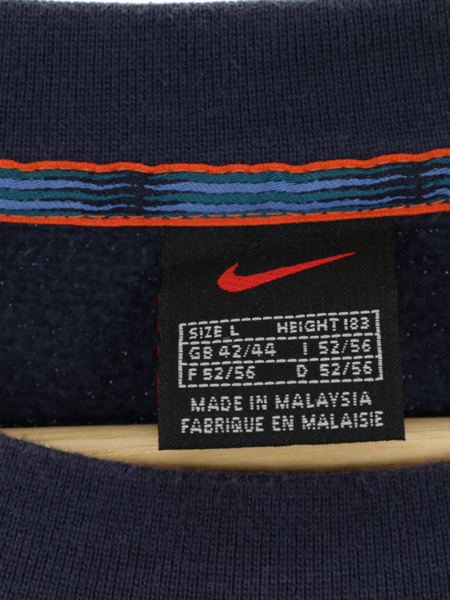 SIZE L HEIGHT 183
GB 42/44 I 52/56
F 52/56 D 52/56
MADE IN MALAYSIA
FABRIQUE EN MALAISIE